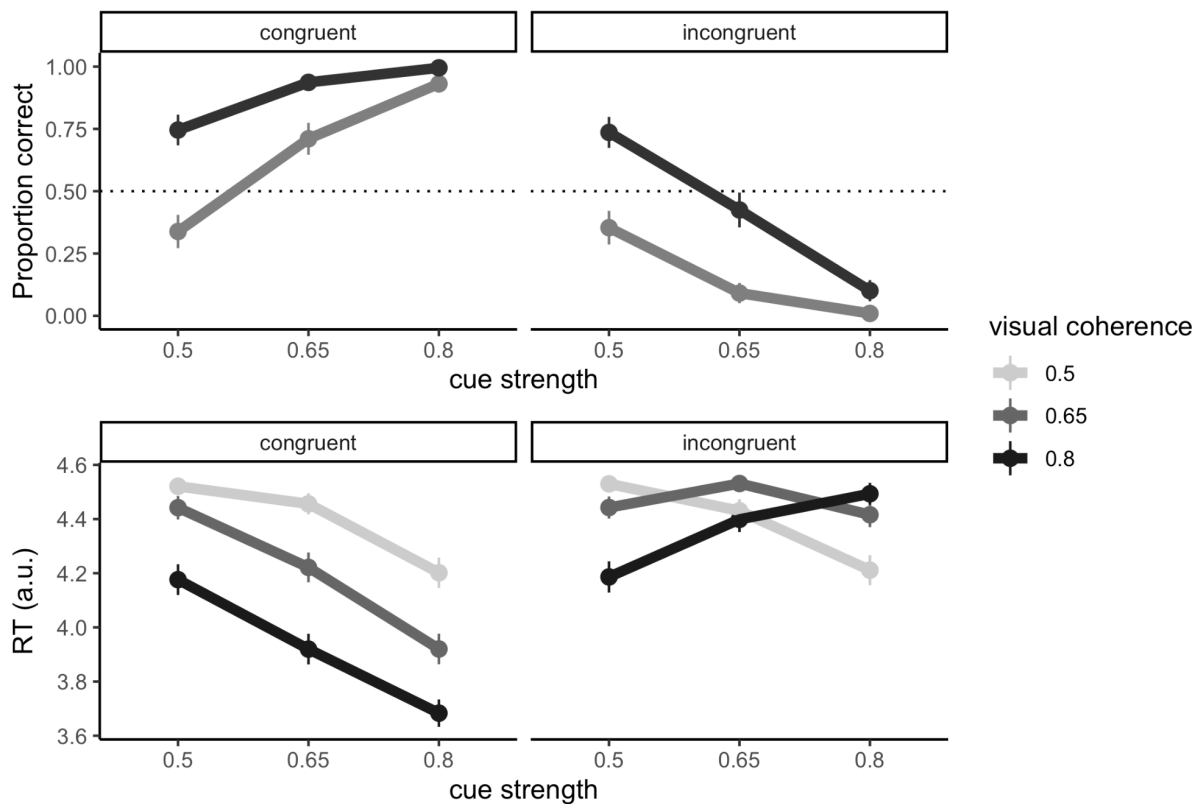 congruent
incongruent
Proportion correct
1.00
0.75
0.50
0.25
0.00
0.5 0.65 0.8
0.5 0.65 0.8
cue strength
congruent
incongruent
RT (a.u.)
4.6
4.4
4.2
4.0
3.8
3.6
0.5 0.65 0.8
0.5 0.65 0.8
cue strength
visual coherence
0.5
0.65
0.8